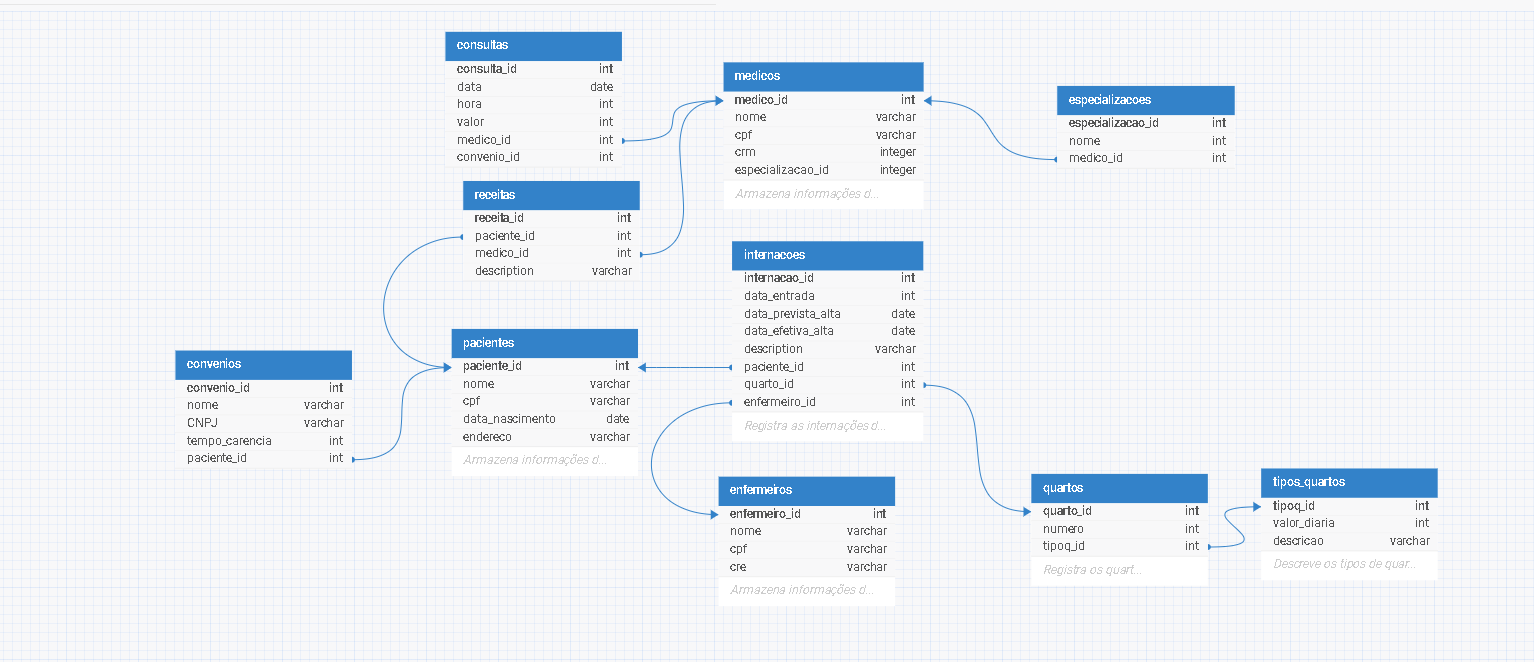 consultas
consulta_id int
data date
hora int
valor int
medico_id int
convenio_id int
medicos
medico_id int
nome varchar
cpf varchar
crm integer
especializacao_id integer
Armazena informações d...
especializacoes
especializacao_id int
nome int
medico_id int
receitas
receita_id int
paciente_id int
medico_id int
description varchar
internacoes
internacao_id int
data_entrada int
data_prevista_alta date
data_efetiva_alta date
description varchar
paciente_id int
quarto_id int
enfermeiro_id int
Registra as internações d...
pacientes
paciente_id int
nome varchar
cpf varchar
data_nascimento date
endereco varchar
Armazena informações d...
convenios
convenio_id int
nome varchar
CNPJ varchar
tempo_carencia int
paciente_id int
enfermeiros
enfermeiro_id int
nome varchar
cpf varchar
cre varchar
Armazena informações d...
quartos
quarto_id int
numero int
tipoq_id int
Registra os quart...
tipos_quartos
tipoq_id int
valor_diaria int
descricao varchar
Descreve os tipos de quar...